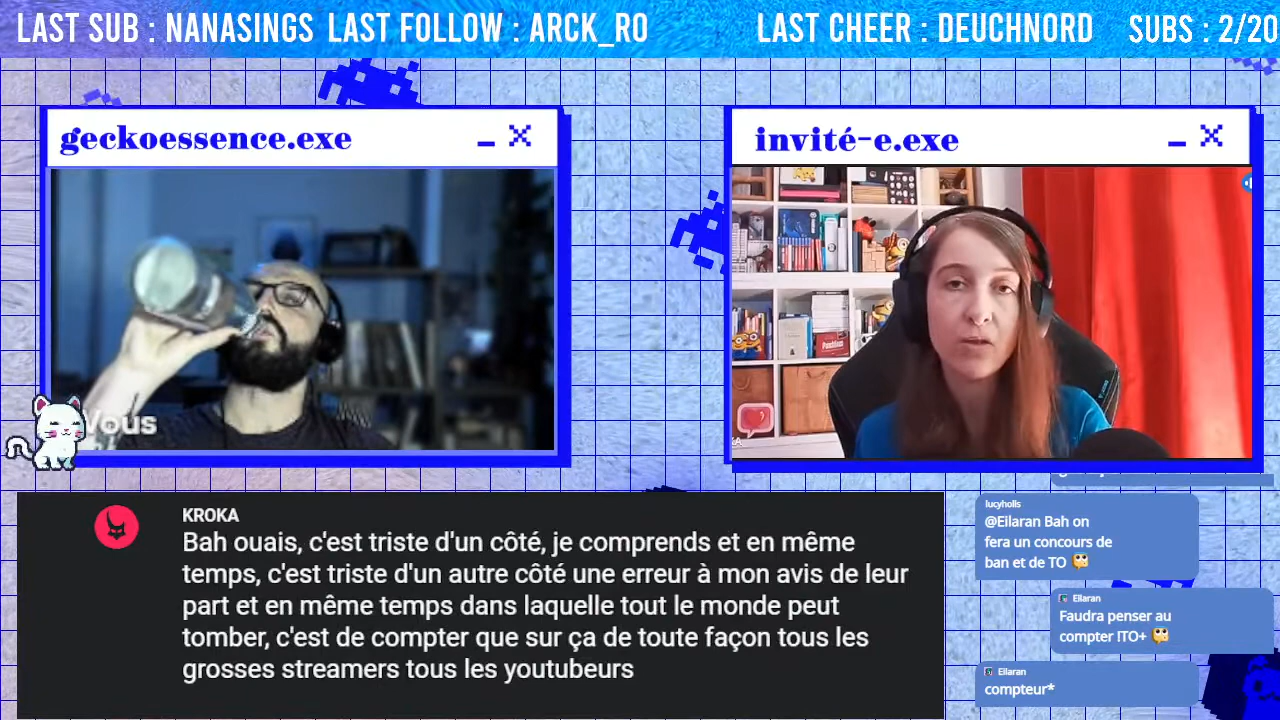 LAST SUB : NANASINGS LAST FOLLOW : ARCK_RO LAST CHEER : DEUCHNORD SUBS : 2/20
geckoessence.exe
invité-e.exe
Vous
KROKA
Bah ouais, c'est triste d'un côté, je comprends et en même
temps, c'est triste d'un autre côté une erreur à mon avis de leur
part et en même temps dans laquelle tout le monde peut
tomber, c'est de compter que sur ça de toute façon tous les
grosses streamers tous les youtubeurs
lucyholls
@Eilaran Bah on
fera un concours de
ban et de TO
Eilaran
Faudra penser au
compter !TO+
Eilaran
compteur*